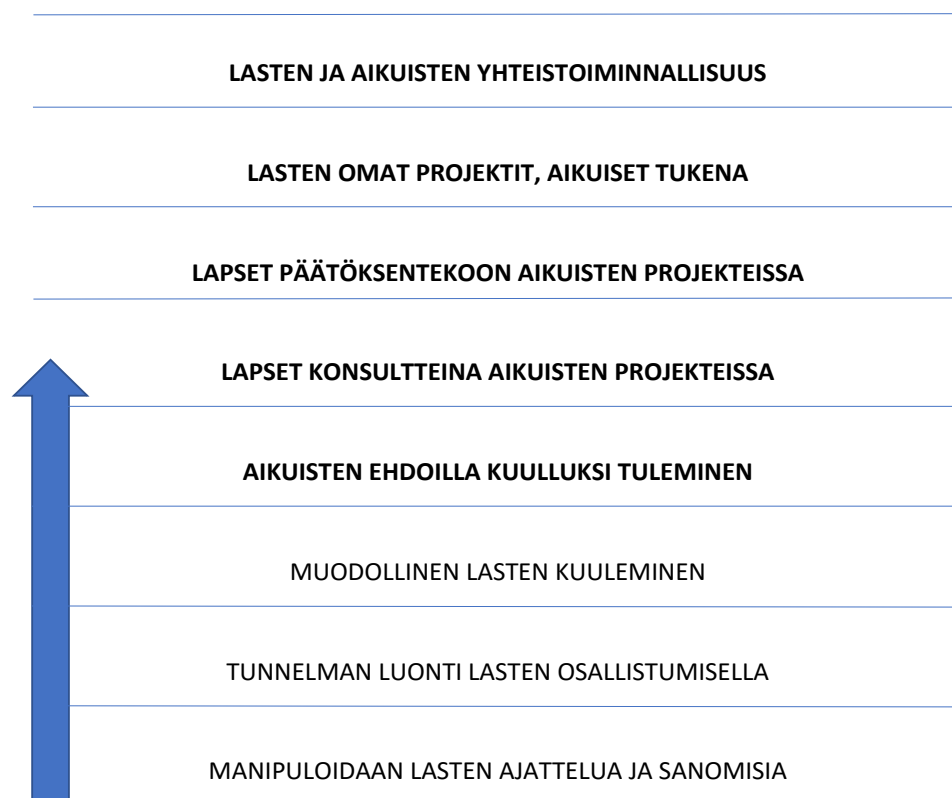 LASTEN JA AIKUISTEN YHTEISTOIMINNALLISUUS
LASTEN OMAT PROJEKTIT, AIKUISET TUKENA
LAPSET PÄÄTÖKSENTEKOON AIKUISTEN PROJEKTEISSA
LAPSET KONSULTTEINA AIKUISTEN PROJEKTEISSA
AIKUISTEN EHDOILLA KUULLUKSI TULEMINEN
MUODOLLINEN LASTEN KUULEMINEN
TUNNELMAN LUONTI LASTEN OSALLISTUMISELLA
MANIPULOIDAAN LASTEN AJATTELUA JA SANOMISIA